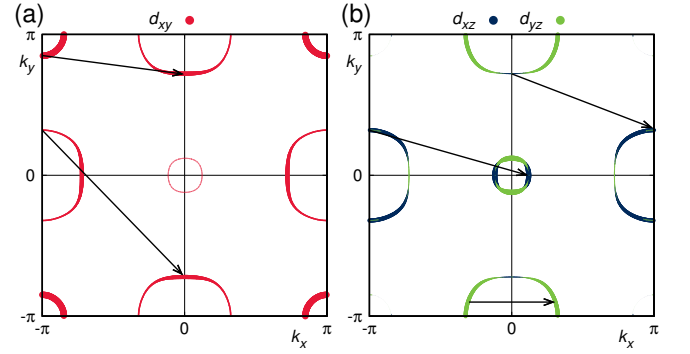 (a) d_xy (b) d_xz d_yz
π π
k_y k_y
0 0
-π -π
-π 0 k_x π -π 0 k_x π